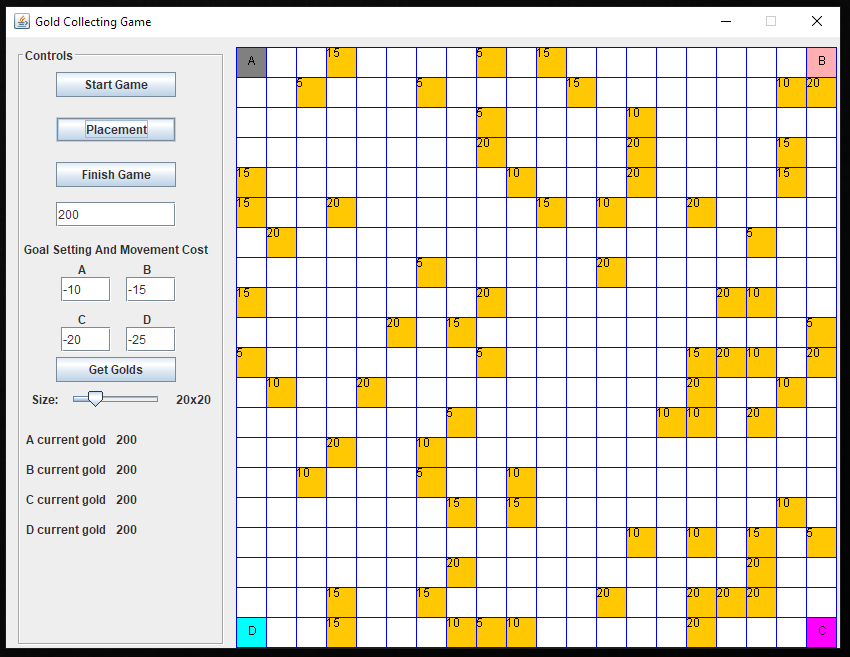 Gold Collecting Game
Controls
Start Game
Placement
Finish Game
200
Goal Setting And Movement Cost
A B
-10 -15
C D
-20 -25
Get Golds
Size: 20x20
A current gold 200
B current gold 200
C current gold 200
D current gold 200
A 15 5 15 B
5 5 15 10 20
5 10
20 20 15
15 10 20 15
15 20 15 10 20
20 5
5 20
15 20 20 10
20 15 5
5 5 15 20 10 20
10 20 20 10
5 10 10 20
20 10
10 5 10
15 15 10
10 10 15 5
20 20
15 15 20 20 20 20
D 15 10 5 10 20 C